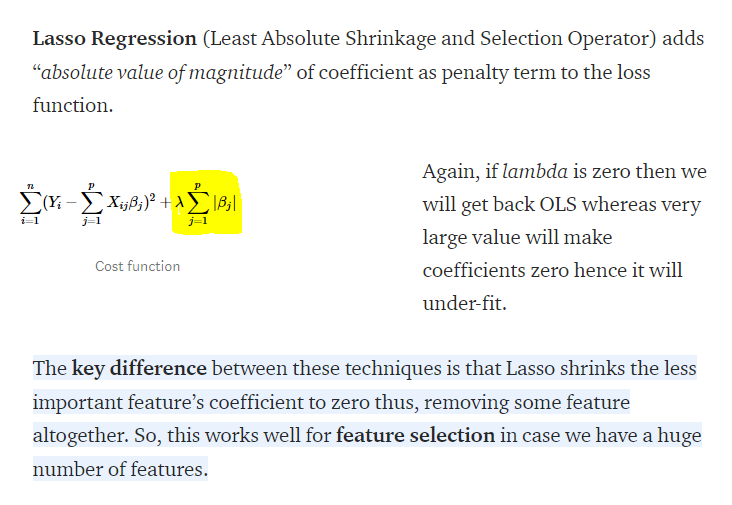 Lasso Regression (Least Absolute Shrinkage and Selection Operator) adds
“absolute value of magnitude” of coefficient as penalty term to the loss
function.
\sum_{i=1}^{n}(Y_i - \sum_{j=1}^{p} X_{ij}\beta_j)^2 + \lambda \sum_{j=1}^{p} |\beta_j|
Cost function
Again, if lambda is zero then we
will get back OLS whereas very
large value will make
coefficients zero hence it will
under-fit.
The key difference between these techniques is that Lasso shrinks the less
important feature’s coefficient to zero thus, removing some feature
altogether. So, this works well for feature selection in case we have a huge
number of features.